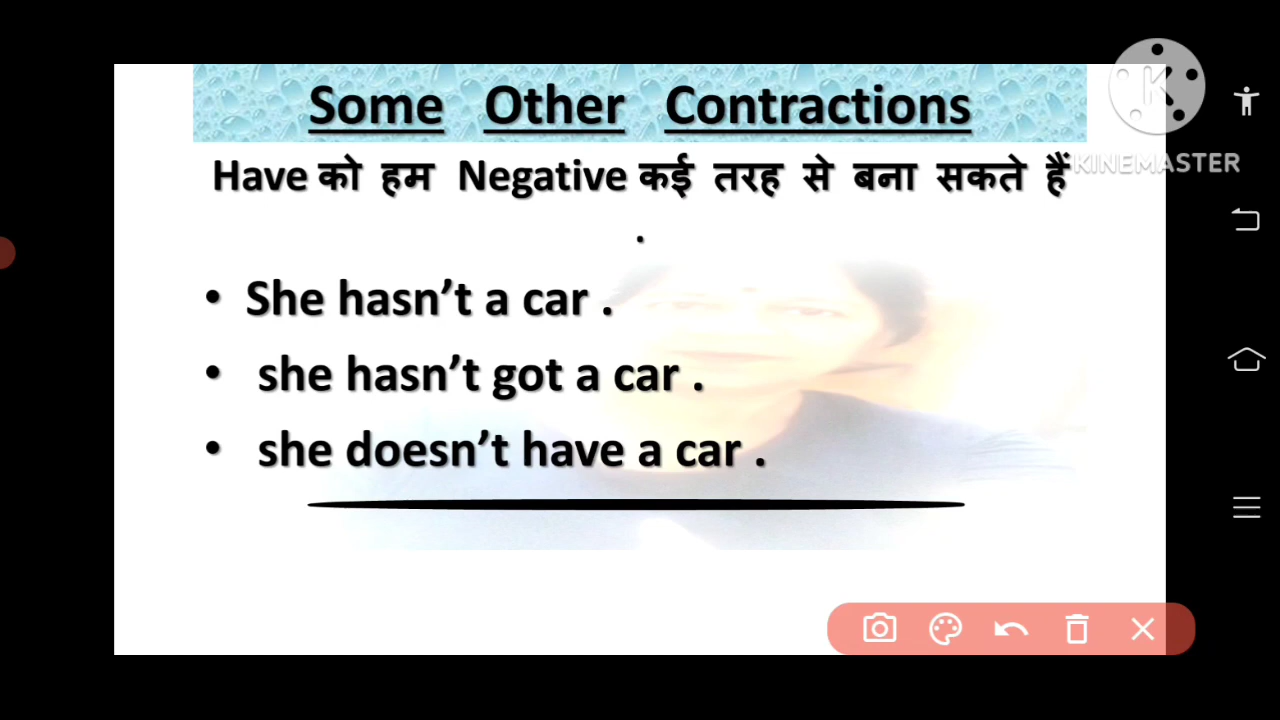 Some Other Contractions
Have को हम Negative कई तरह से बना सकते हैं
.
• She hasn’t a car .
• she hasn’t got a car .
• she doesn’t have a car .
KINEMASTER